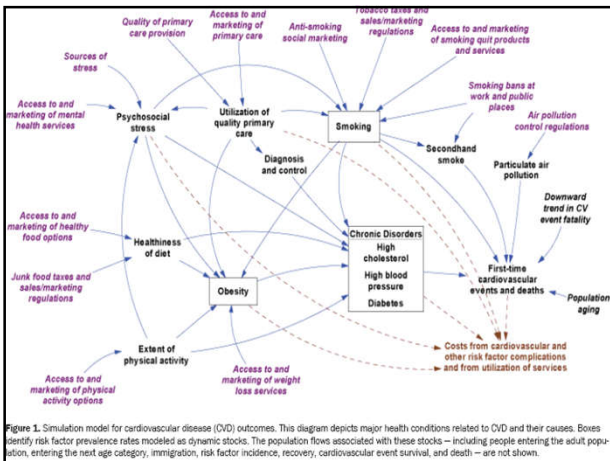 Quality of primary
care provision
Access to and
marketing of
primary care
Anti-smoking
social marketing
Tobacco taxes and
sales/marketing
regulations
Access to and marketing
of smoking quit products
and services
Sources of
stress
Smoking bans at
work and public
places
Access to and
marketing of mental
health services
Psychosocial
stress
Utilization of
quality primary
care
Smoking
Air pollution
control regulations
Secondhand
smoke
Particulate air
pollution
Diagnosis
and control
Downward
trend in CV
event fatality
Access to and
marketing of healthy
food options
Healthiness
of diet
Chronic Disorders
High
cholesterol
High blood
pressure
Diabetes
First-time
cardiovascular
events and deaths
Junk food taxes and
sales/marketing
regulations
Obesity
Population
aging
Extent of
physical activity
Costs from cardiovascular and
other risk factor complications
and from utilization of services
Access to and
marketing of physical
activity options
Access to and
marketing of weight
loss services
Figure 1. Simulation model for cardiovascular disease (CVD) outcomes. This diagram depicts major health conditions related to CVD and their causes. Boxes
identify risk factor prevalence rates modeled as dynamic stocks. The population flows associated with these stocks — including people entering the adult popu-
lation, entering the next age category, immigration, risk factor incidence, recovery, cardiovascular event survival, and death — are not shown.